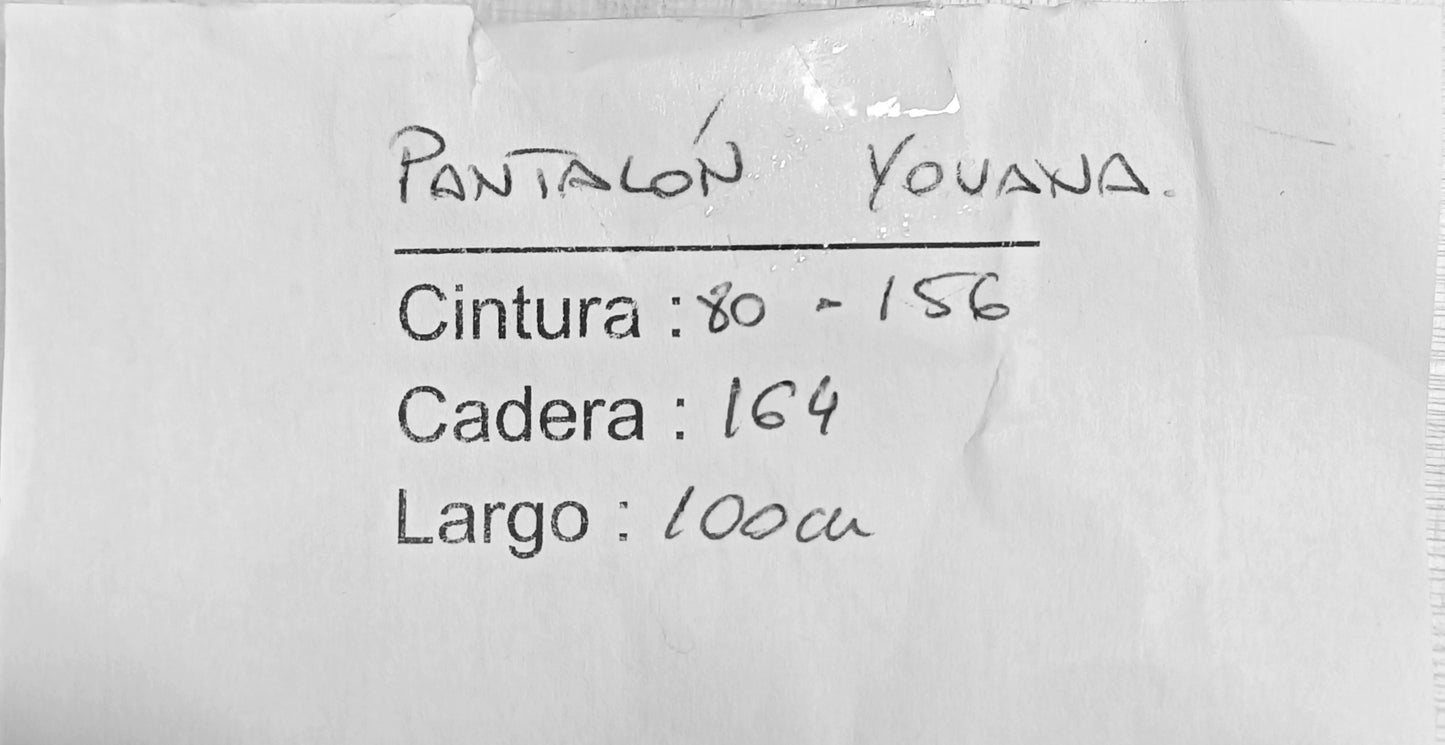 PANTALÓN YOUANA.
Cintura : 80 - 156
Cadera : 164
Largo : 100cm